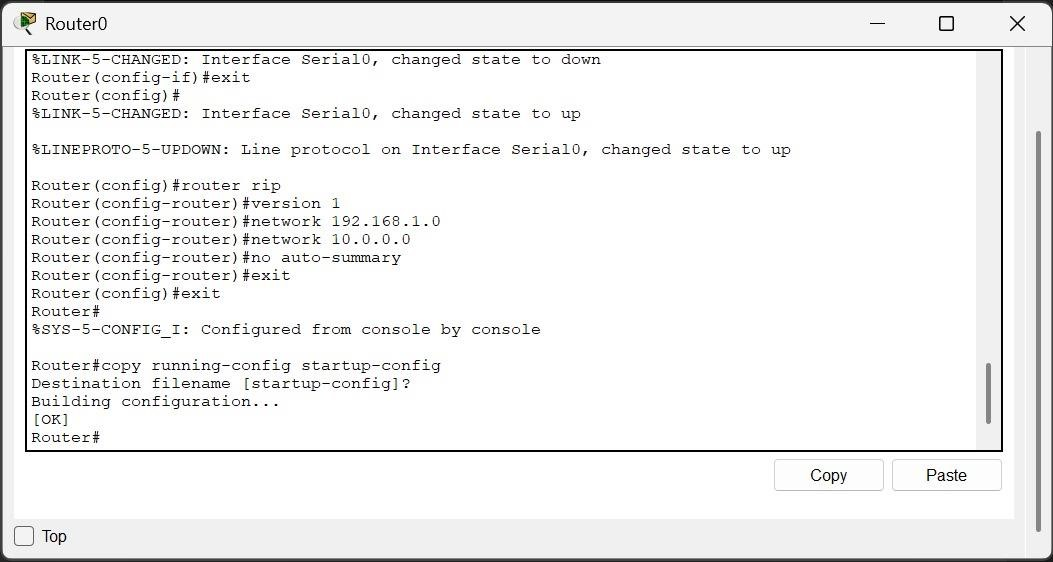 Router0
%LINK-5-CHANGED: Interface Serial0, changed state to down
Router(config-if)#exit
Router(config)#
%LINK-5-CHANGED: Interface Serial0, changed state to up
%LINEPROTO-5-UPDOWN: Line protocol on Interface Serial0, changed state to up
Router(config)#router rip
Router(config-router)#version 1
Router(config-router)#network 192.168.1.0
Router(config-router)#network 10.0.0.0
Router(config-router)#no auto-summary
Router(config-router)#exit
Router(config)#exit
Router#
%SYS-5-CONFIG_I: Configured from console by console
Router#copy running-config startup-config
Destination filename [startup-config]?
Building configuration...
[OK]
Router#
Copy Paste
Top